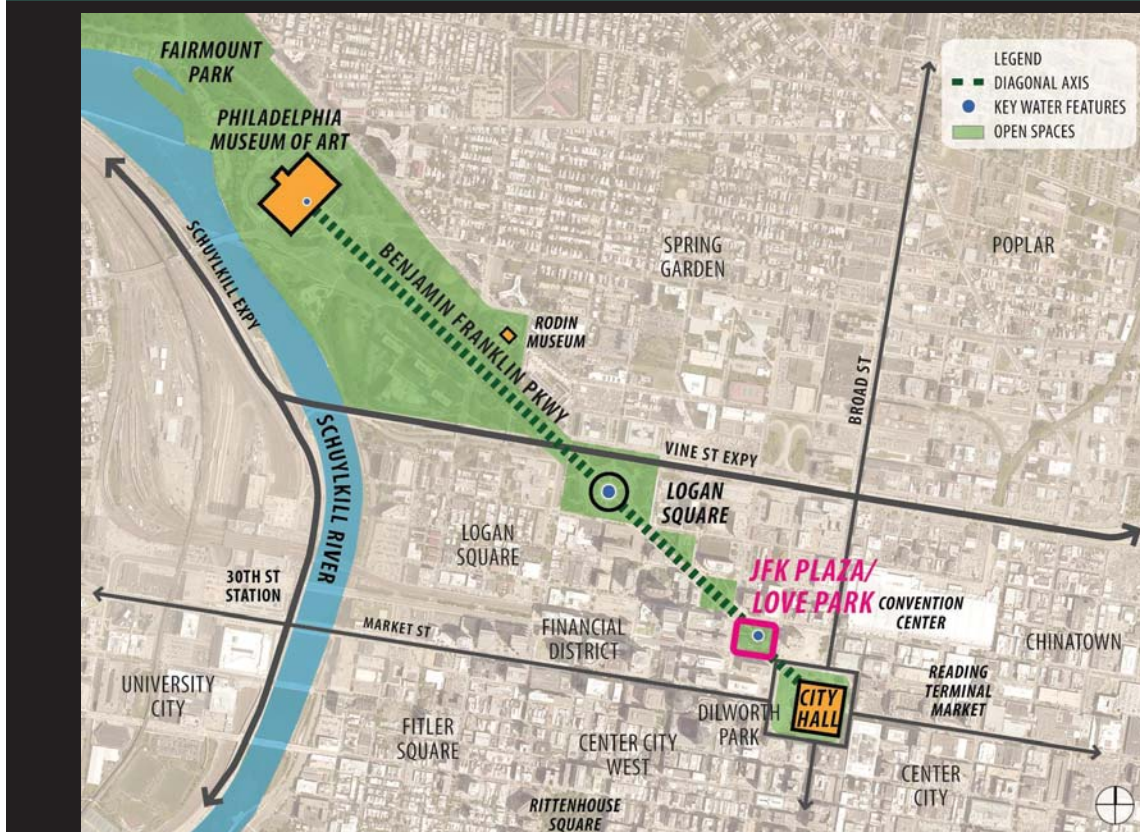 FAIRMOUNT
PARK
PHILADELPHIA
MUSEUM OF ART
LEGEND
DIAGONAL AXIS
KEY WATER FEATURES
OPEN SPACES
SCHUYLKILL EXPY
BENJAMIN FRANKLIN PKWY
SPRING
GARDEN
POPLAR
RODIN
MUSEUM
BROAD ST
SCHUYLKILL RIVER
VINE ST EXPY
LOGAN
SQUARE
LOGAN
SQUARE
30TH ST
STATION
JFK PLAZA/
LOVE PARK
CONVENTION
CENTER
MARKET ST
FINANCIAL
DISTRICT
CHINATOWN
UNIVERSITY
CITY
READING
TERMINAL
MARKET
CITY
HALL
DILWORTH
PARK
FITLER
SQUARE
CENTER CITY
WEST
CENTER
CITY
RITTENHOUSE
SQUARE